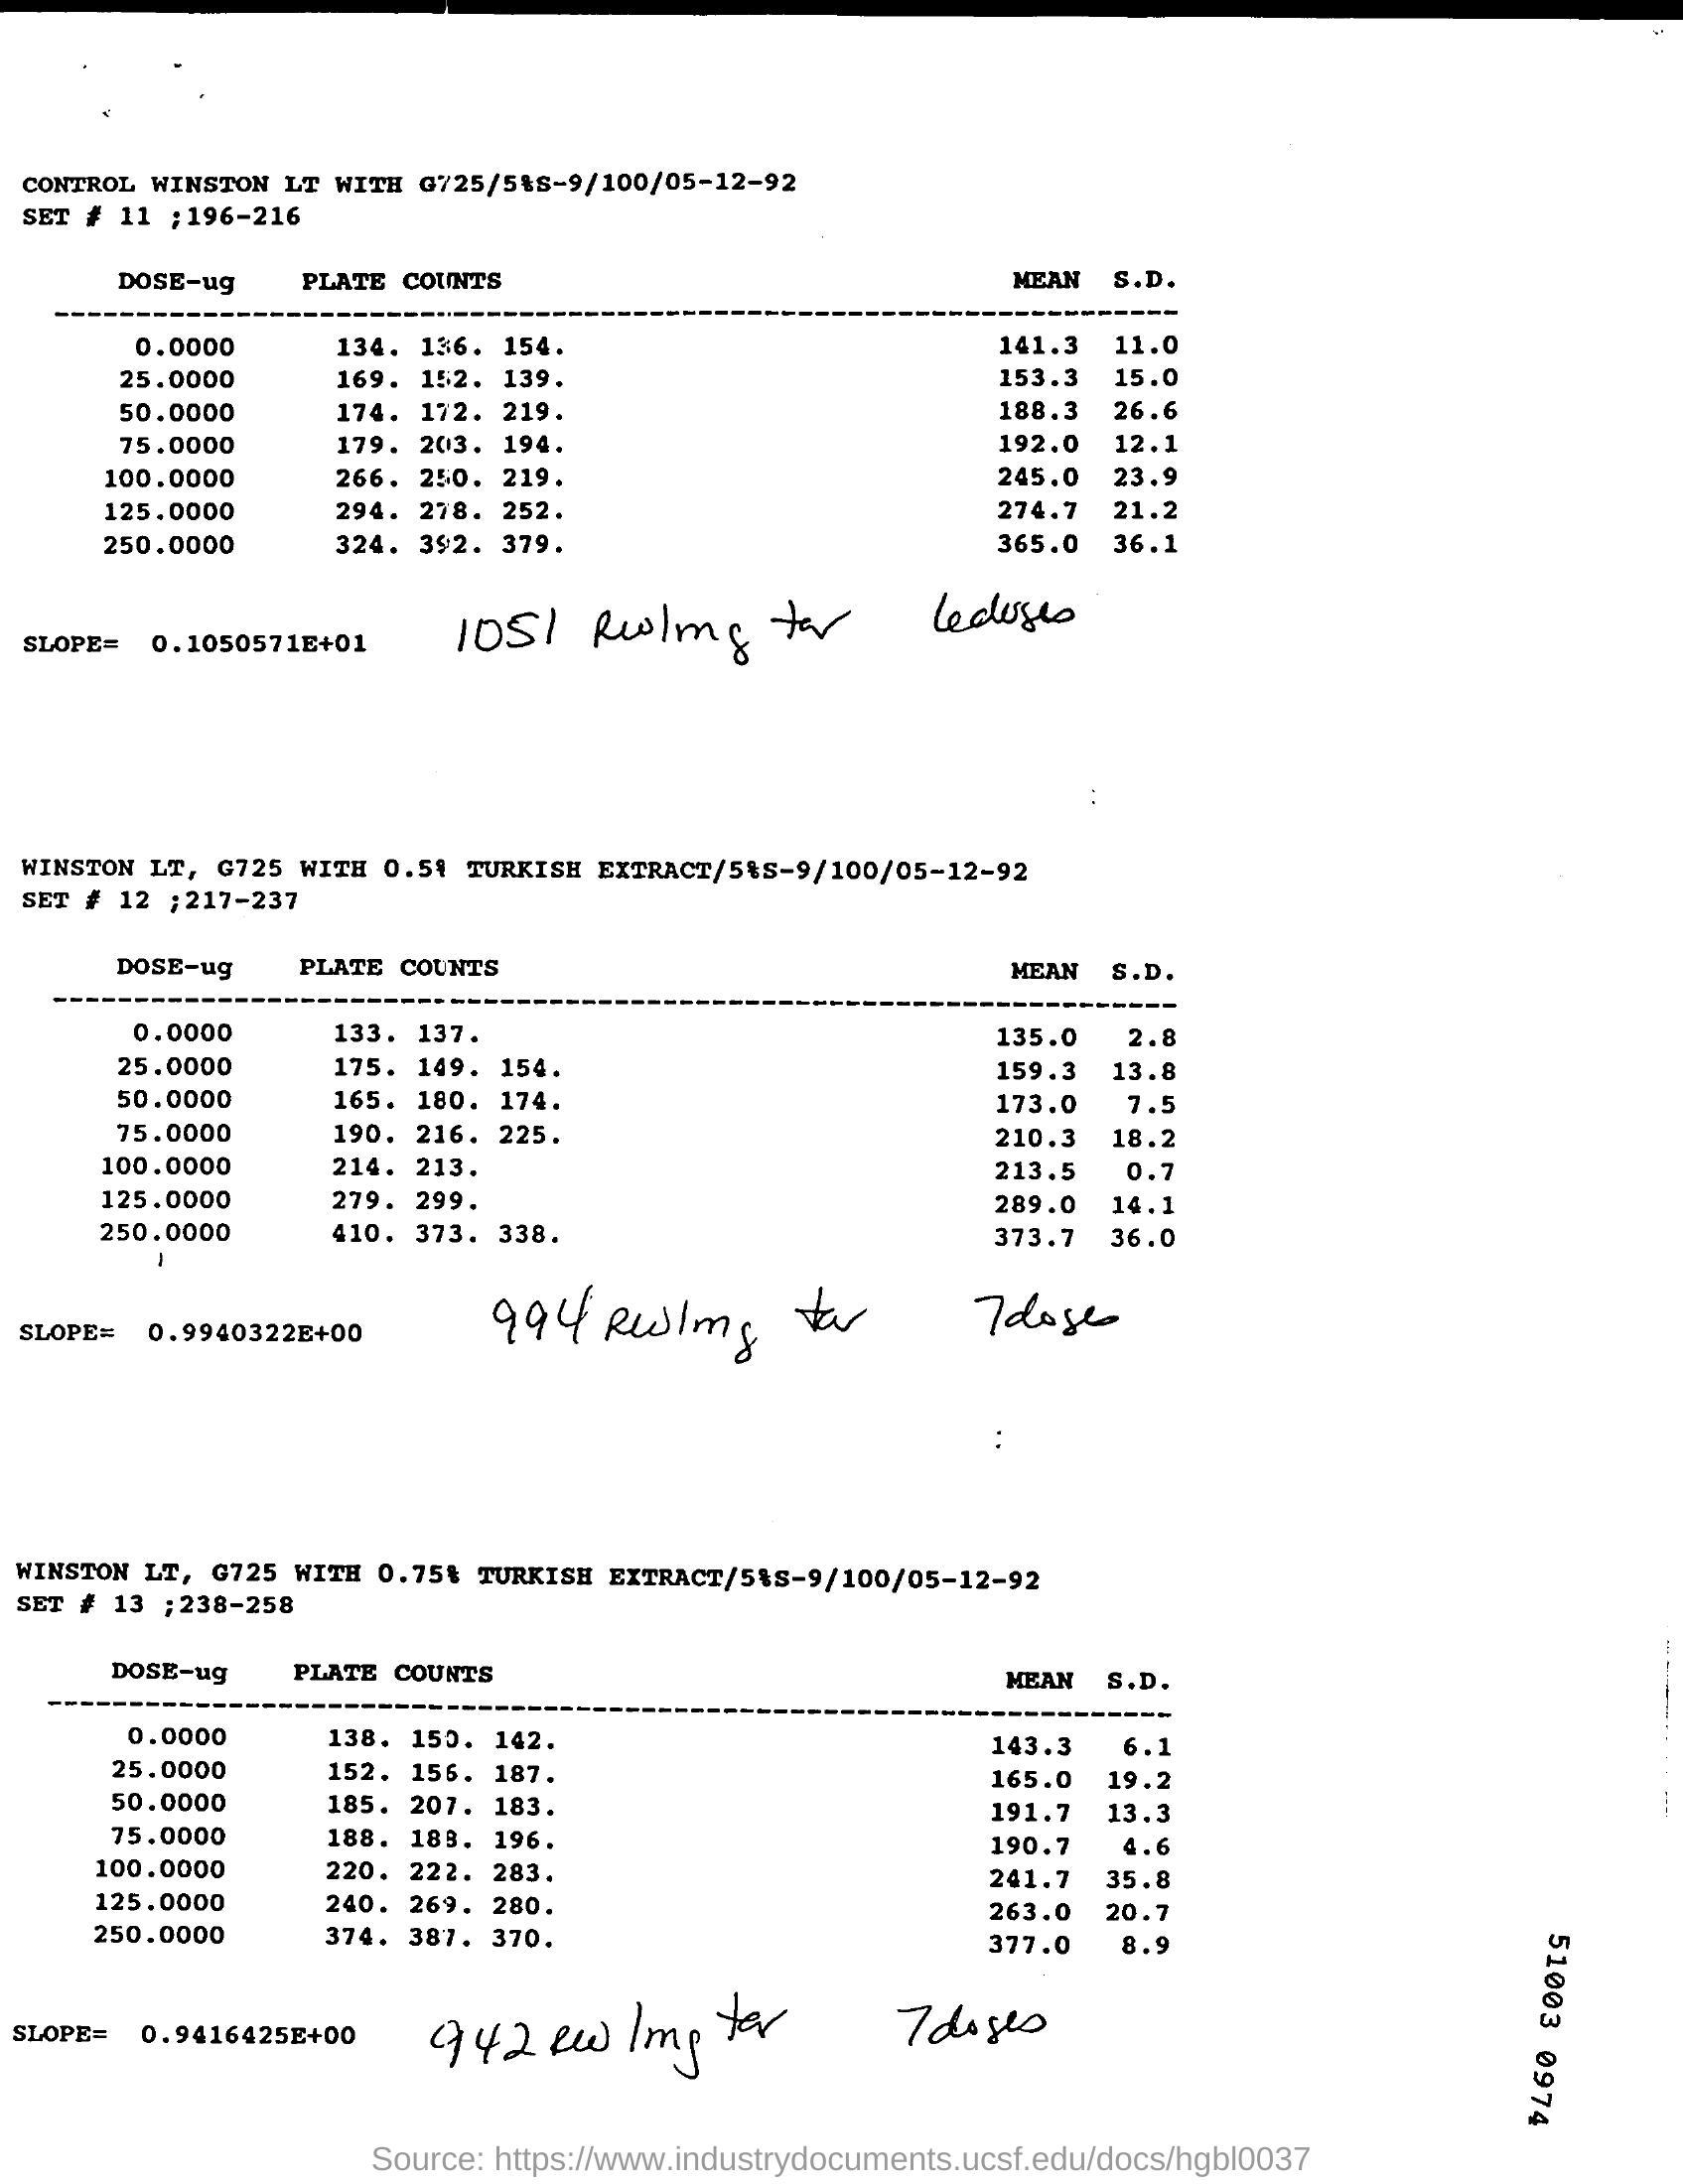 CONTROL WINSTON LT WITH G725/5%S-9/100/05-12-92
SET # 11 ;196-216
DOSE-ug PLATE COUNTS MEAN S.D.
0.0000 134. 136. 154. 141.3 11.0
25.0000 169. 152. 139. 153.3 15.0
50.0000 174. 172. 219. 188.3 26.6
75.0000 179. 203. 194. 192.0 12.1
100.0000 266. 250. 219. 245.0 23.9
125.0000 294. 278. 252. 274.7 21.2
250.0000 324. 392. 379. 365.0 36.1
SLOPE= 0.1050571E+01 1051 Rev/mg tar 6doses
WINSTON LT, G725 WITH 0.5% TURKISH EXTRACT/5%S-9/100/05-12-92
SET # 12 ;217-237
DOSE-ug PLATE COUNTS MEAN S.D.
0.0000 133. 137. 135.0 2.8
25.0000 175. 149. 154. 159.3 13.8
50.0000 165. 180. 174. 173.0 7.5
75.0000 190. 216. 225. 210.3 18.2
100.0000 214. 213. 213.5 0.7
125.0000 279. 299. 289.0 14.1
250.0000 410. 373. 338. 373.7 36.0
SLOPE= 0.9940322E+00 994 Rev/mg tar 7doses
WINSTON LT, G725 WITH 0.75% TURKISH EXTRACT/5%S-9/100/05-12-92
SET # 13 ;238-258
DOSE-ug PLATE COUNTS MEAN S.D.
0.0000 138. 150. 142. 143.3 6.1
25.0000 152. 156. 187. 165.0 19.2
50.0000 185. 207. 183. 191.7 13.3
75.0000 188. 188. 196. 190.7 4.6
100.0000 220. 222. 283. 241.7 35.8
125.0000 240. 269. 280. 263.0 20.7
250.0000 374. 387. 370. 377.0 8.9
SLOPE= 0.9416425E+00 942 Rev/mg tar 7doses
51003 0974
Source: https://www.industrydocuments.ucsf.edu/docs/hgbl0037